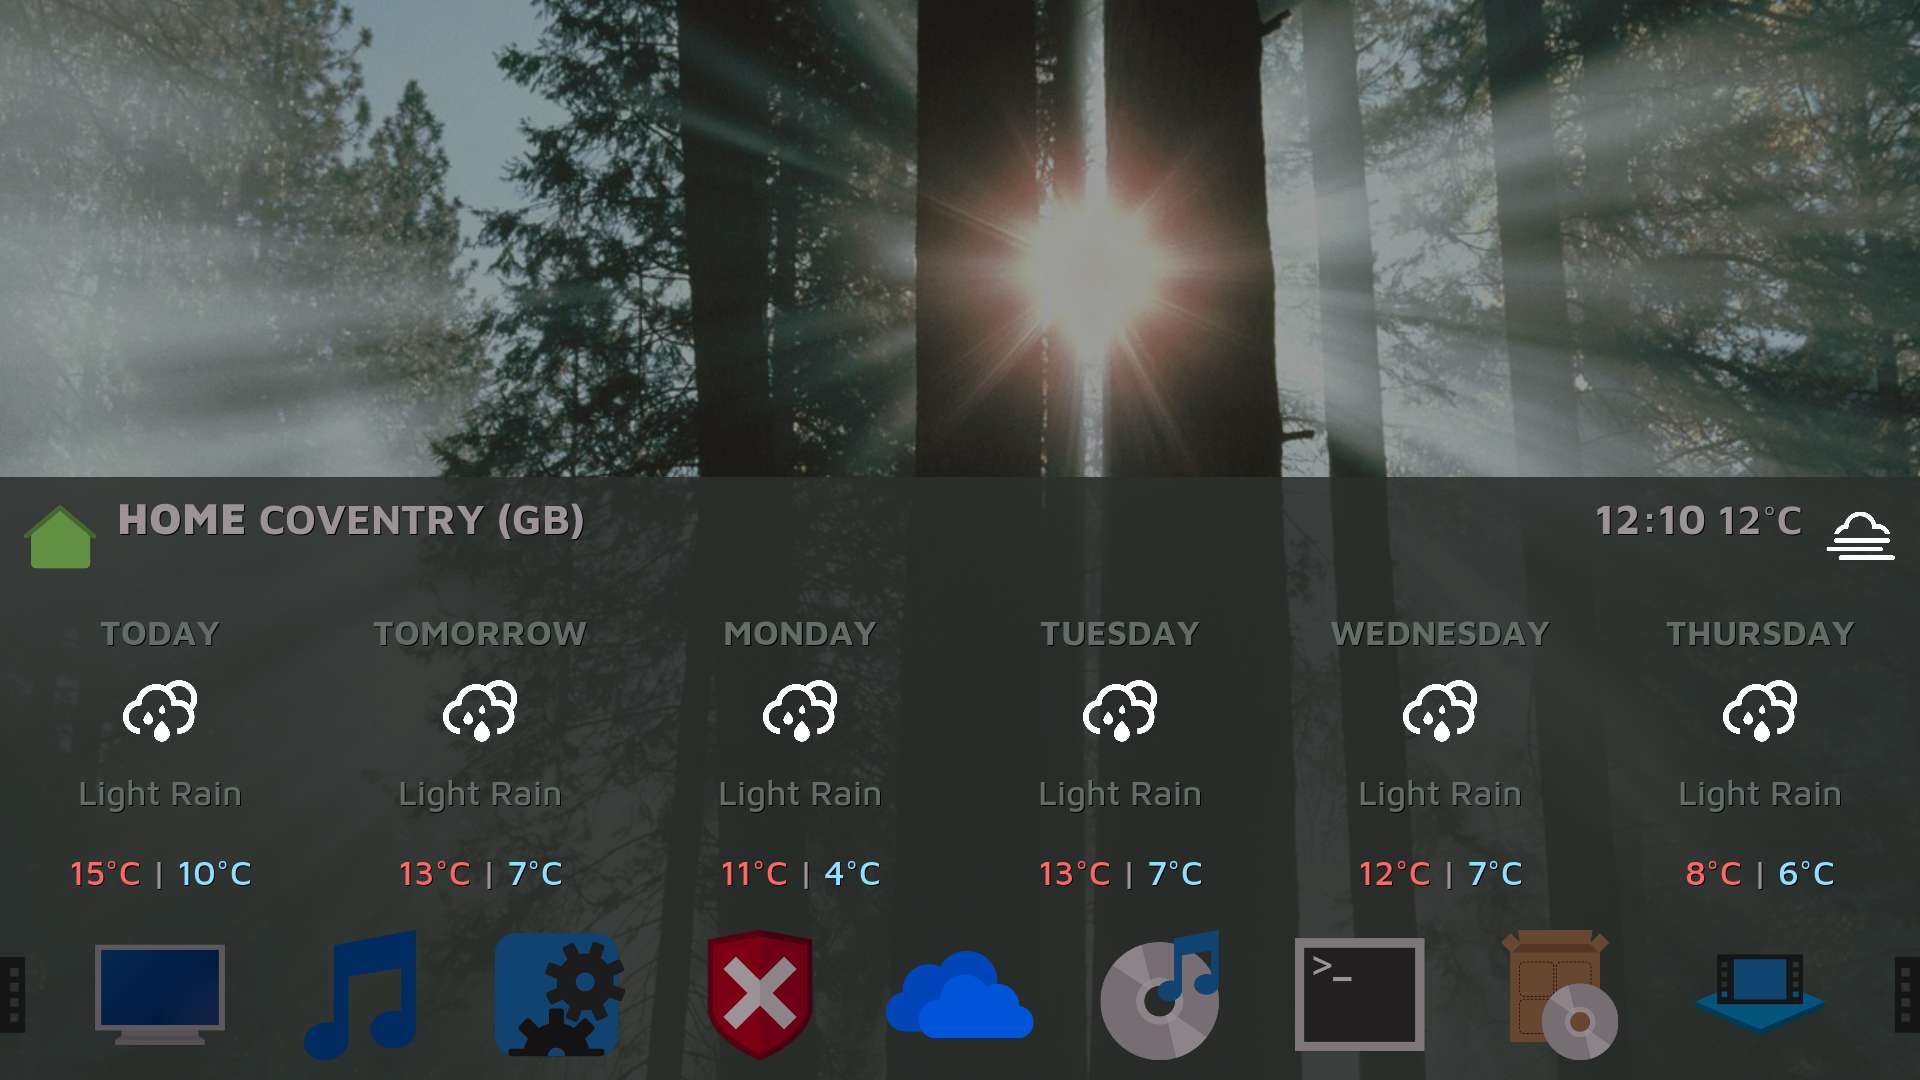 HOME COVENTRY (GB)
12:10 12°C
TODAY TOMORROW MONDAY TUESDAY WEDNESDAY THURSDAY
Light Rain Light Rain Light Rain Light Rain Light Rain Light Rain
15°C | 10°C 13°C | 7°C 11°C | 4°C 13°C | 7°C 12°C | 7°C 8°C | 6°C
>_